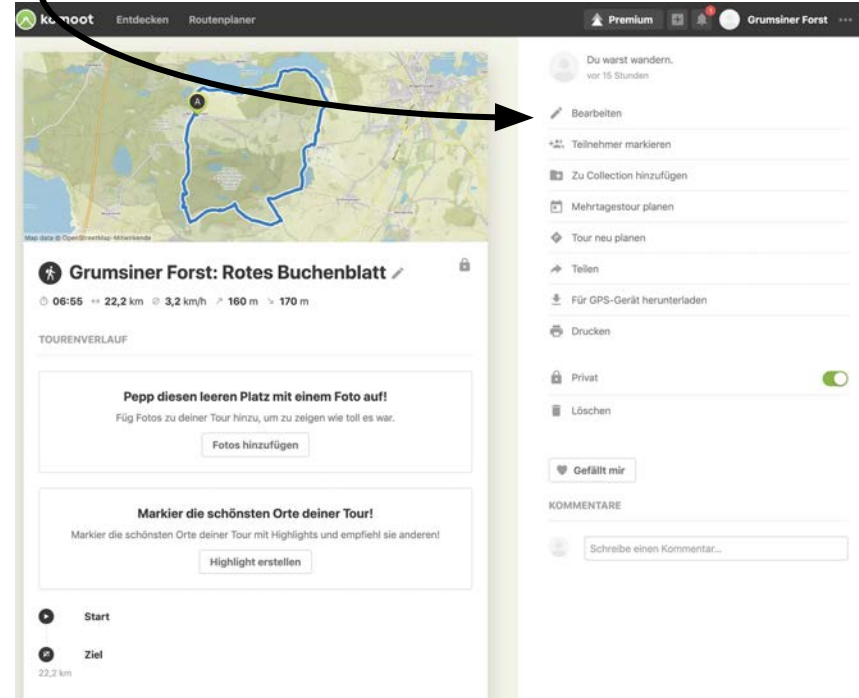 komoot Entdecken Routenplaner Premium Grumsiner Forst
Map data © OpenStreetMap-Mitwirkende
Grumsiner Forst: Rotes Buchenblatt
06:55 22,2 km 3,2 km/h 160 m 170 m
TOURENVERLAUF
Pepp diesen leeren Platz mit einem Foto auf!
Füg Fotos zu deiner Tour hinzu, um zu zeigen wie toll es war.
Fotos hinzufügen
Markier die schönsten Orte deiner Tour!
Markier die schönsten Orte deiner Tour mit Highlights und empfiehl sie anderen!
Highlight erstellen
Start
Ziel
22,2 km
Du warst wandern.
vor 15 Stunden
Bearbeiten
Teilnehmer markieren
Zu Collection hinzufügen
Mehrtagestour planen
Tour neu planen
Teilen
Für GPS-Gerät herunterladen
Drucken
Privat
Löschen
Gefällt mir
KOMMENTARE
Schreibe einen Kommentar...